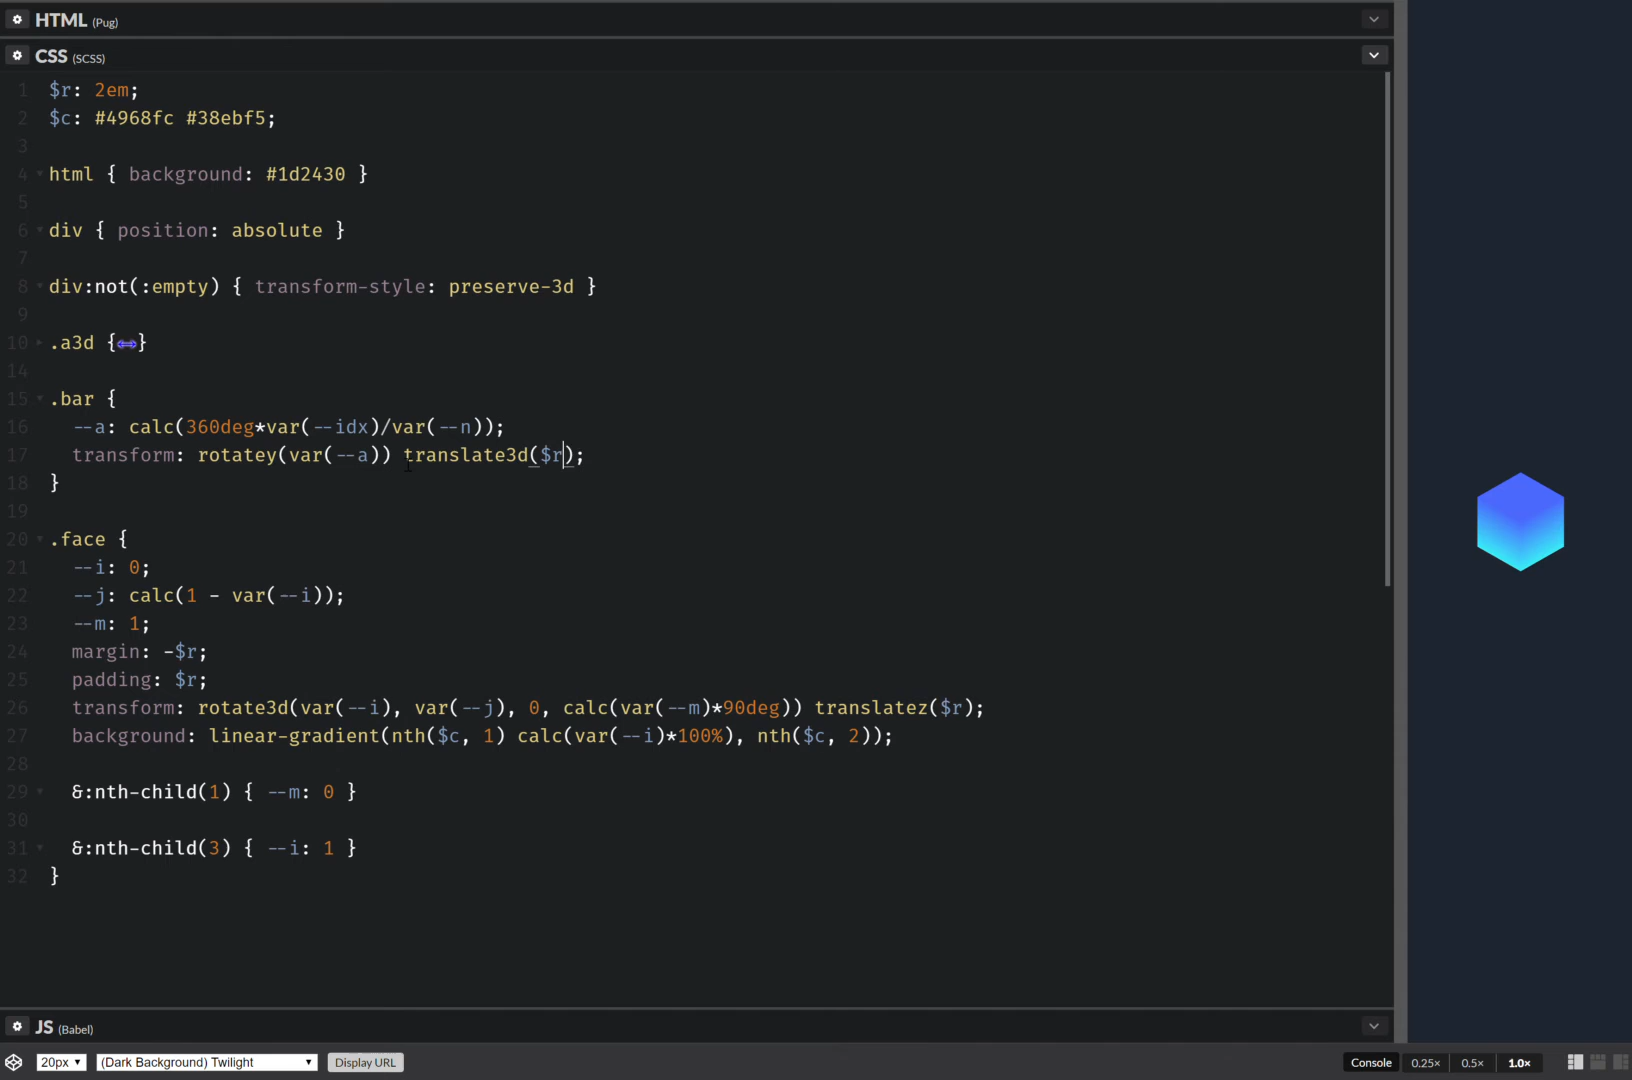 HTML (Pug)
CSS (SCSS)
1 $r: 2em;
2 $c: #4968fc #38ebf5;
3
4 html { background: #1d2430 }
5
6 div { position: absolute }
7
8 div:not(:empty) { transform-style: preserve-3d }
9
10 .a3d {↔}
14
15 .bar {
16 --a: calc(360deg*var(--idx)/var(--n));
17 transform: rotatey(var(--a)) translate3d($r);
18 }
19
20 .face {
21 --i: 0;
22 --j: calc(1 - var(--i));
23 --m: 1;
24 margin: -$r;
25 padding: $r;
26 transform: rotate3d(var(--i), var(--j), 0, calc(var(--m)*90deg)) translatez($r);
27 background: linear-gradient(nth($c, 1) calc(var(--i)*100%), nth($c, 2));
28
29 &:nth-child(1) { --m: 0 }
30
31 &:nth-child(3) { --i: 1 }
32 }
JS (Babel)
20px (Dark Background) Twilight Display URL Console 0.25× 0.5× 1.0×